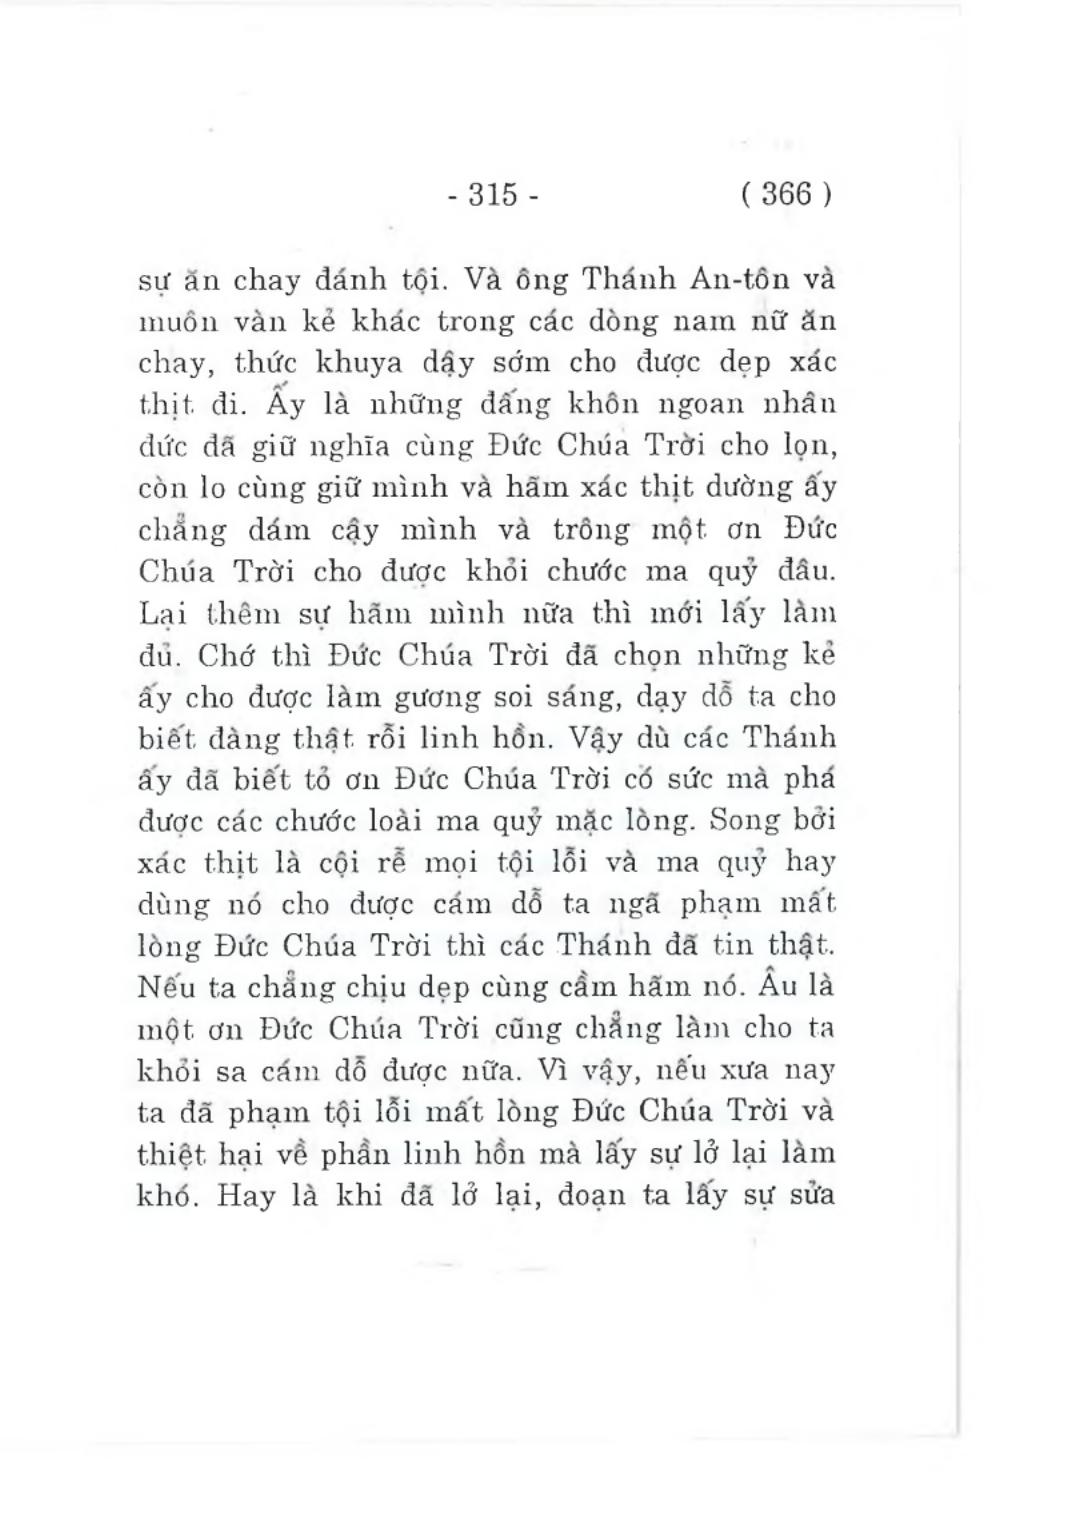 - 315 - ( 366 )
sự ăn chay đánh tội. Và ông Thánh An-tôn và
muôn vàn kẻ khác trong các dòng nam nữ ăn
chay, thức khuya dậy sớm cho được dẹp xác
thịt đi. Ấy là những đấng khôn ngoan nhân
đức đã giữ nghĩa cùng Đức Chúa Trời cho lọn,
còn lo cùng giữ mình và hãm xác thịt dường ấy
chẳng dám cậy mình và trông một ơn Đức
Chúa Trời cho được khỏi chước ma quỷ đâu.
Lại thêm sự hãm mình nữa thì mới lấy làm
đủ. Chớ thì Đức Chúa Trời đã chọn những kẻ
ấy cho được làm gương soi sáng, dạy dỗ ta cho
biết đàng thật rỗi linh hồn. Vậy dù các Thánh
ấy đã biết tỏ ơn Đức Chúa Trời có sức mà phá
được các chước loài ma quỷ mặc lòng. Song bởi
xác thịt là cội rễ mọi tội lỗi và ma quỷ hay
dùng nó cho được cám dỗ ta ngã phạm mất
lòng Đức Chúa Trời thì các Thánh đã tin thật.
Nếu ta chẳng chịu dẹp cùng cầm hãm nó. Âu là
một ơn Đức Chúa Trời cũng chẳng làm cho ta
khỏi sa cám dỗ được nữa. Vì vậy, nếu xưa nay
ta đã phạm tội lỗi mất lòng Đức Chúa Trời và
thiệt hại về phần linh hồn mà lấy sự lở lại làm
khó. Hay là khi đã lở lại, đoạn ta lấy sự sửa